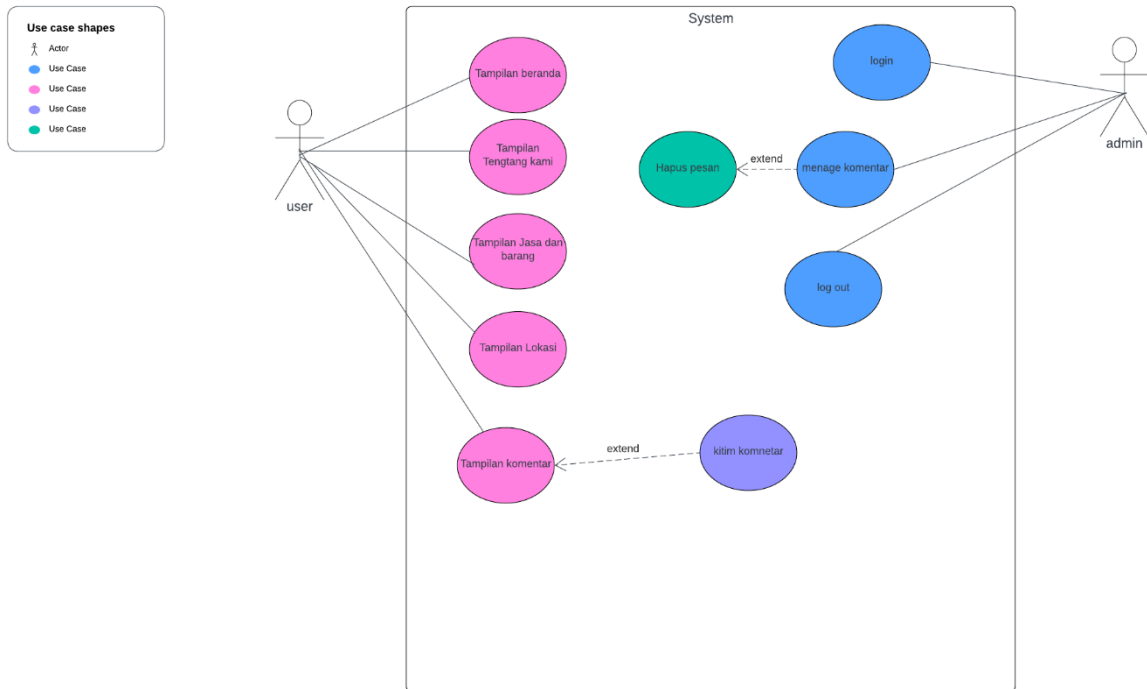 Use case shapes
Actor
Use Case
Use Case
Use Case
Use Case
System
user
admin
Tampilan beranda
Tampilan
Tengtang kami
Tampilan Jasa dan
barang
Tampilan Lokasi
Tampilan komentar
extend
kitim komnetar
Hapus pesan
extend
menage komentar
login
log out